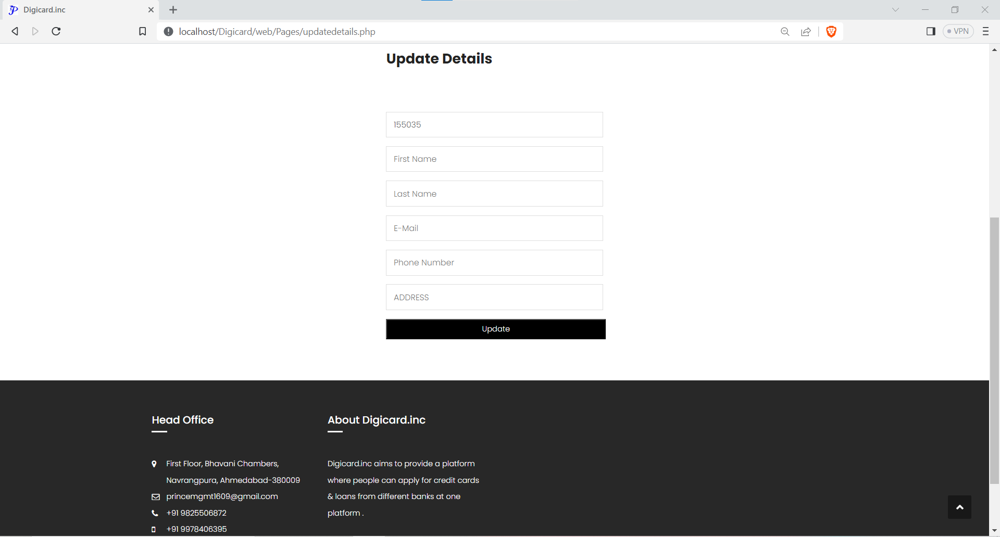 Digicard.inc
localhost/Digicard/web/Pages/updatedetails.php
VPN
Update Details
155035
First Name
Last Name
E-Mail
Phone Number
ADDRESS
Update
Head Office
First Floor, Bhavani Chambers,
Navrangpura, Ahmedabad-380009
princemgmt1609@gmail.com
+91 9825506872
+91 9978406395
About Digicard.inc
Digicard.inc aims to provide a platform
where people can apply for credit cards
& loans from different banks at one
platform .